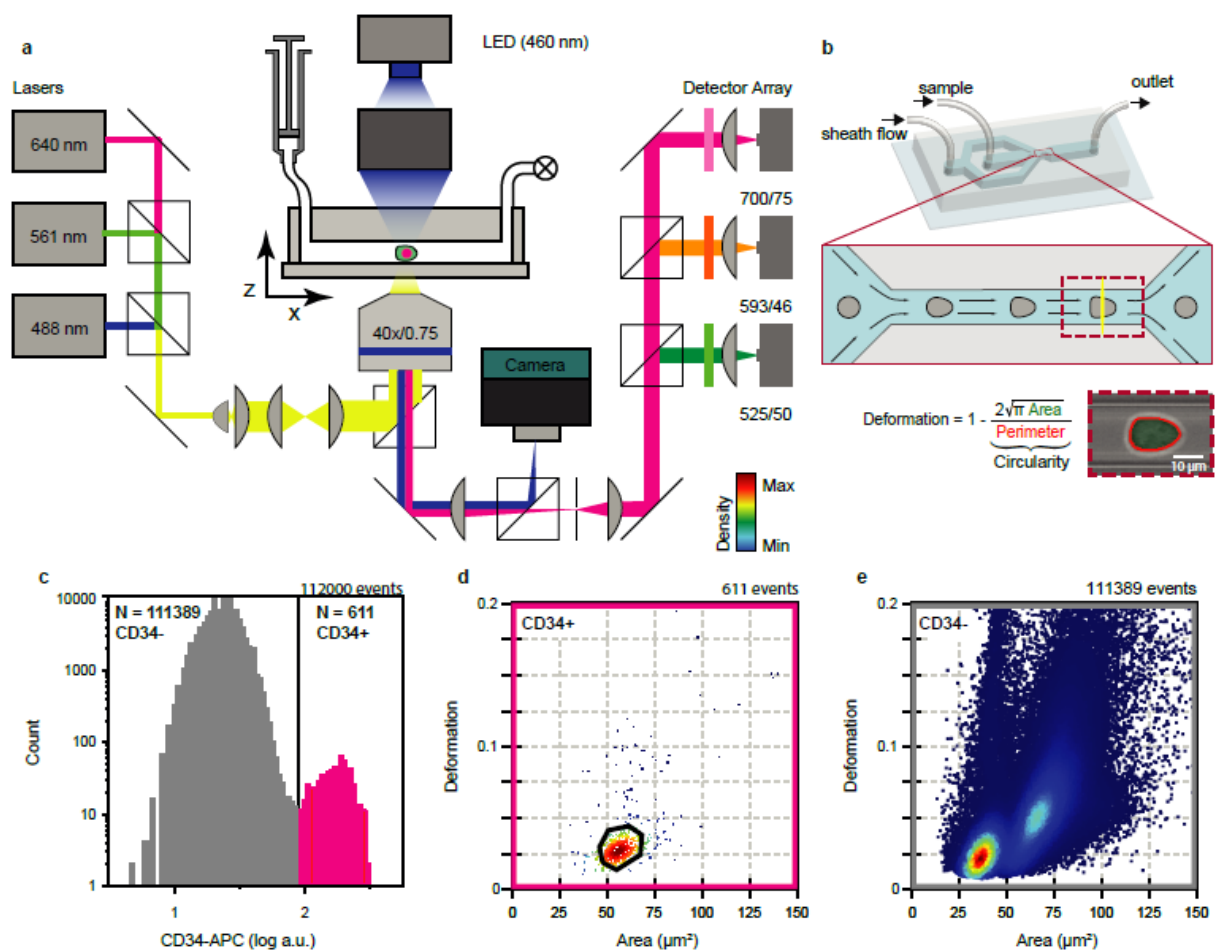 a
LED (460 nm)
Lasers
Detector Array
640 nm
561 nm
488 nm
Z
X
40x/0.75
Camera
700/75
593/46
525/50
Density
Max
Min
b
sample
outlet
sheath flow
Deformation = 1 - 2√π Area
Perimeter
Circularity
10 µm
c
112000 events
N = 111389
CD34-
N = 611
CD34+
10000
1000
100
10
1
Count
1
2
CD34-APC (log a.u.)
d
611 events
CD34+
0.2
0.1
0
Deformation
0
25
50
75
100
125
150
Area (µm²)
e
111389 events
CD34-
0.2
0.1
0
Deformation
0
25
50
75
100
125
150
Area (µm²)